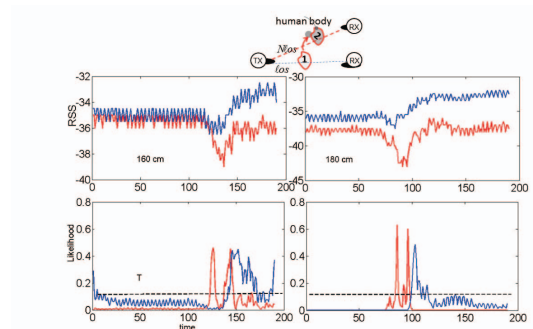 human body
RX
2
Nlos
TX
1
los
RX
-32
-34
-36
-38
-40
RSS
160 cm
0 50 100 150 200
-30
-35
-40
-45
180 cm
0 50 100 150 200
0.8
0.6
0.4
0.2
0
Likelihood
T
0 50 100 150 200
time
0.8
0.6
0.4
0.2
0
0 50 100 150 200